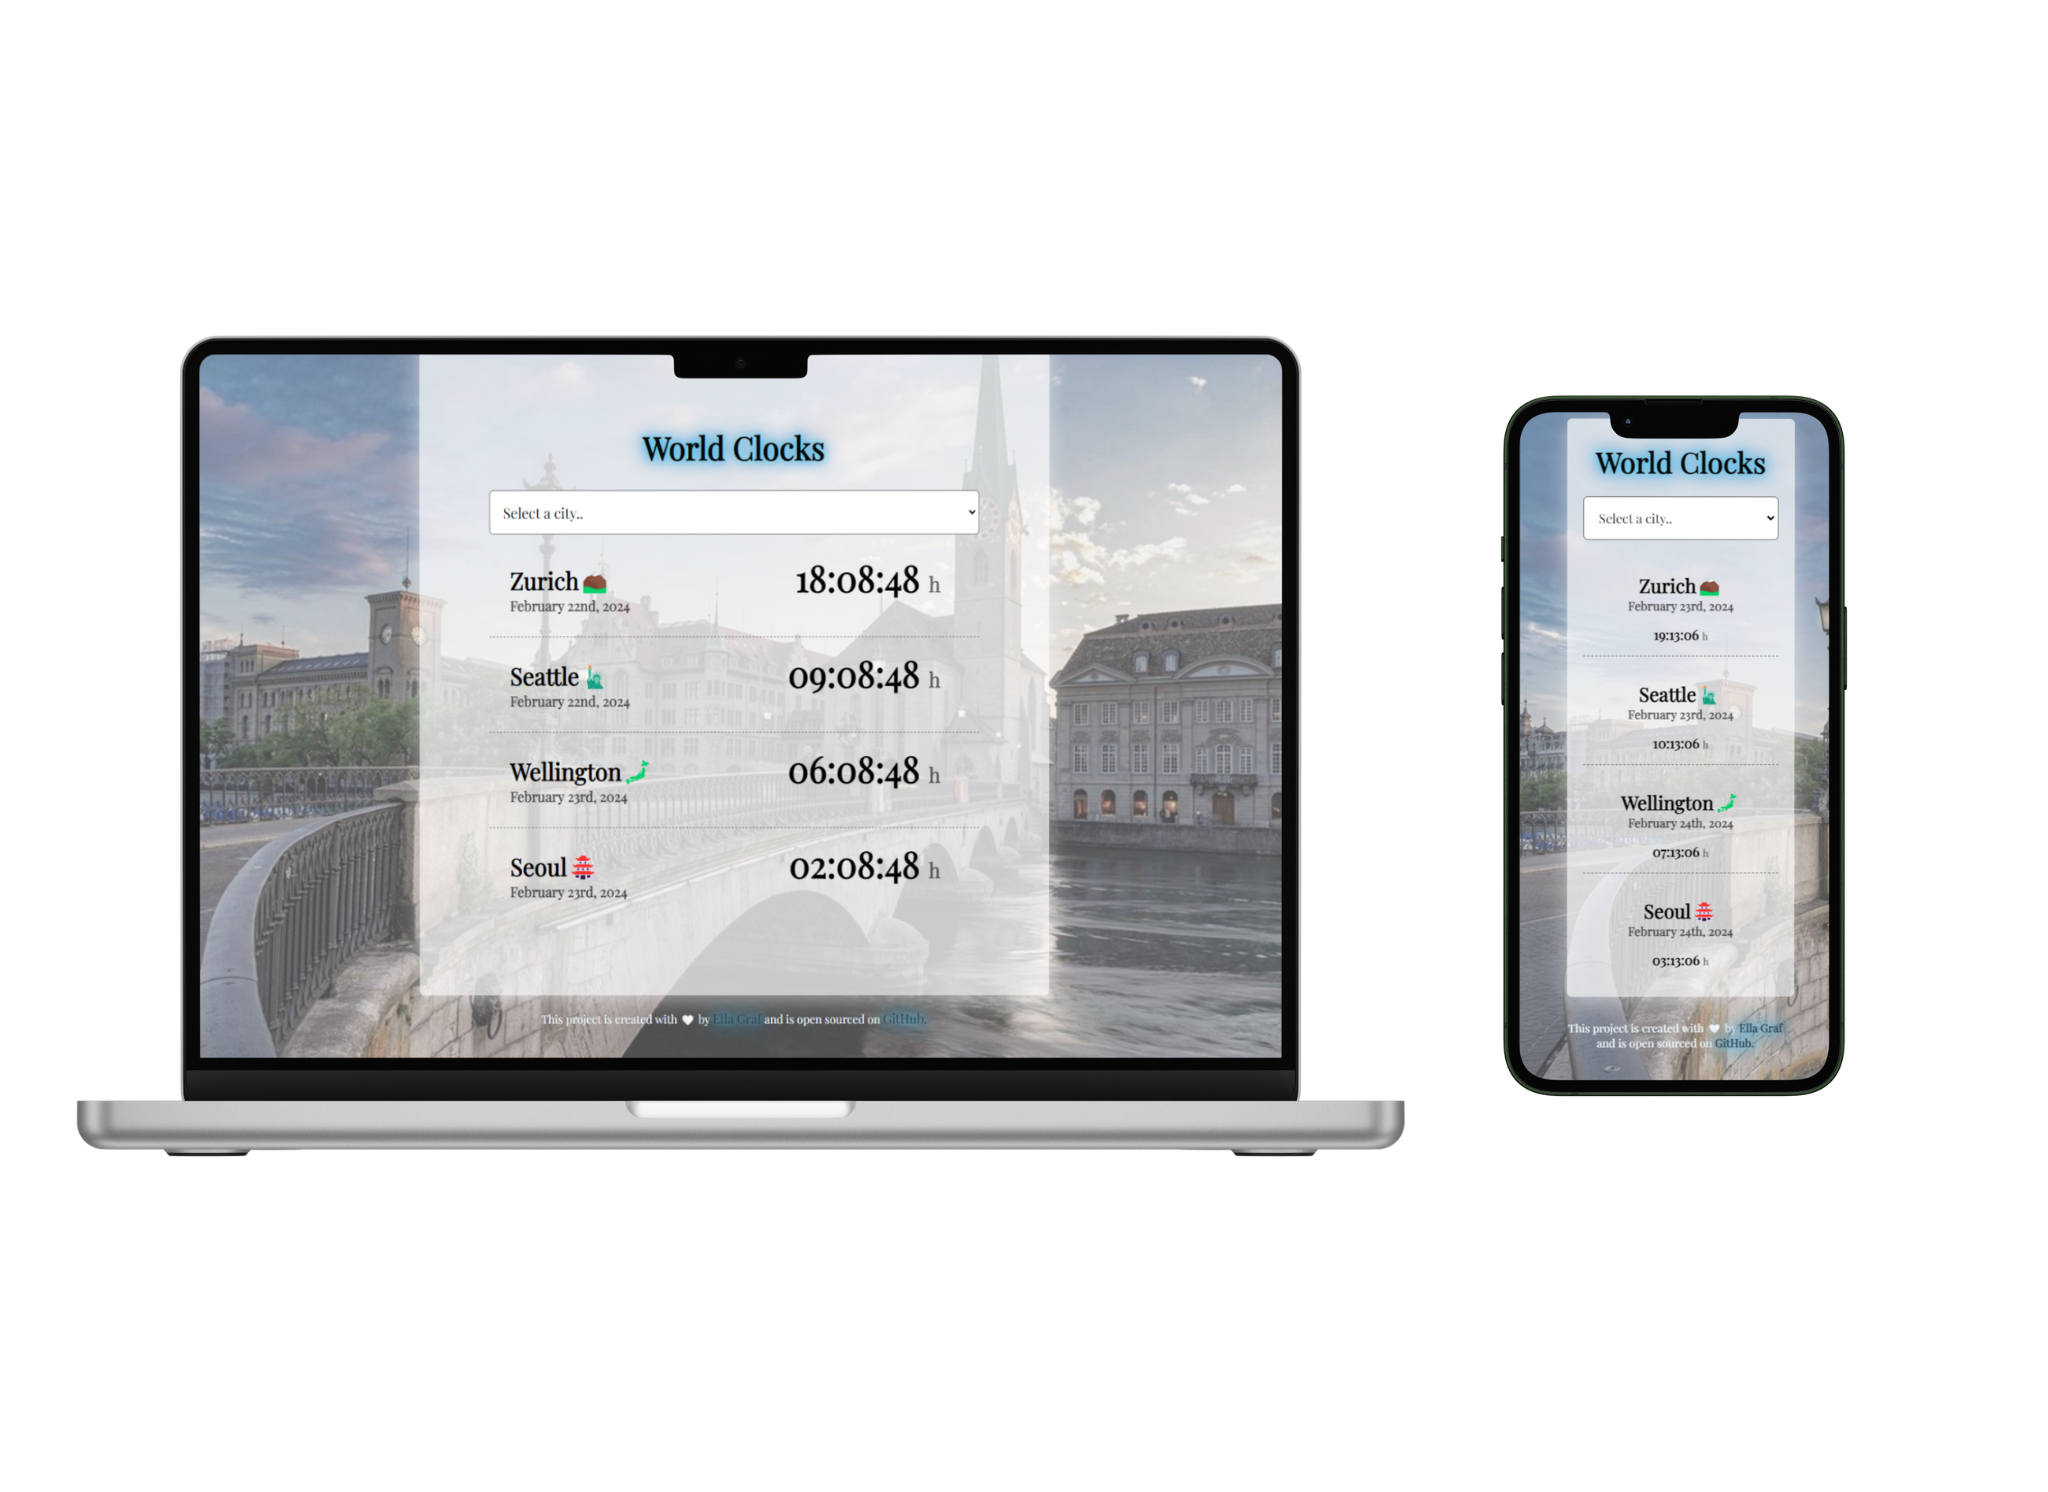 World Clocks
Select a city..
Zurich
February 22nd, 2024
18:08:48 h
Seattle
February 22nd, 2024
09:08:48 h
Wellington
February 23rd, 2024
06:08:48 h
Seoul
February 23rd, 2024
02:08:48 h
This project is created with by Ella Graf and is open sourced on GitHub.
World Clocks
Select a city..
Zurich
February 23rd, 2024
19:13:06 h
Seattle
February 23rd, 2024
10:13:06 h
Wellington
February 24th, 2024
07:13:06 h
Seoul
February 24th, 2024
03:13:06 h
This project is created with by Ella Graf
and is open sourced on GitHub.